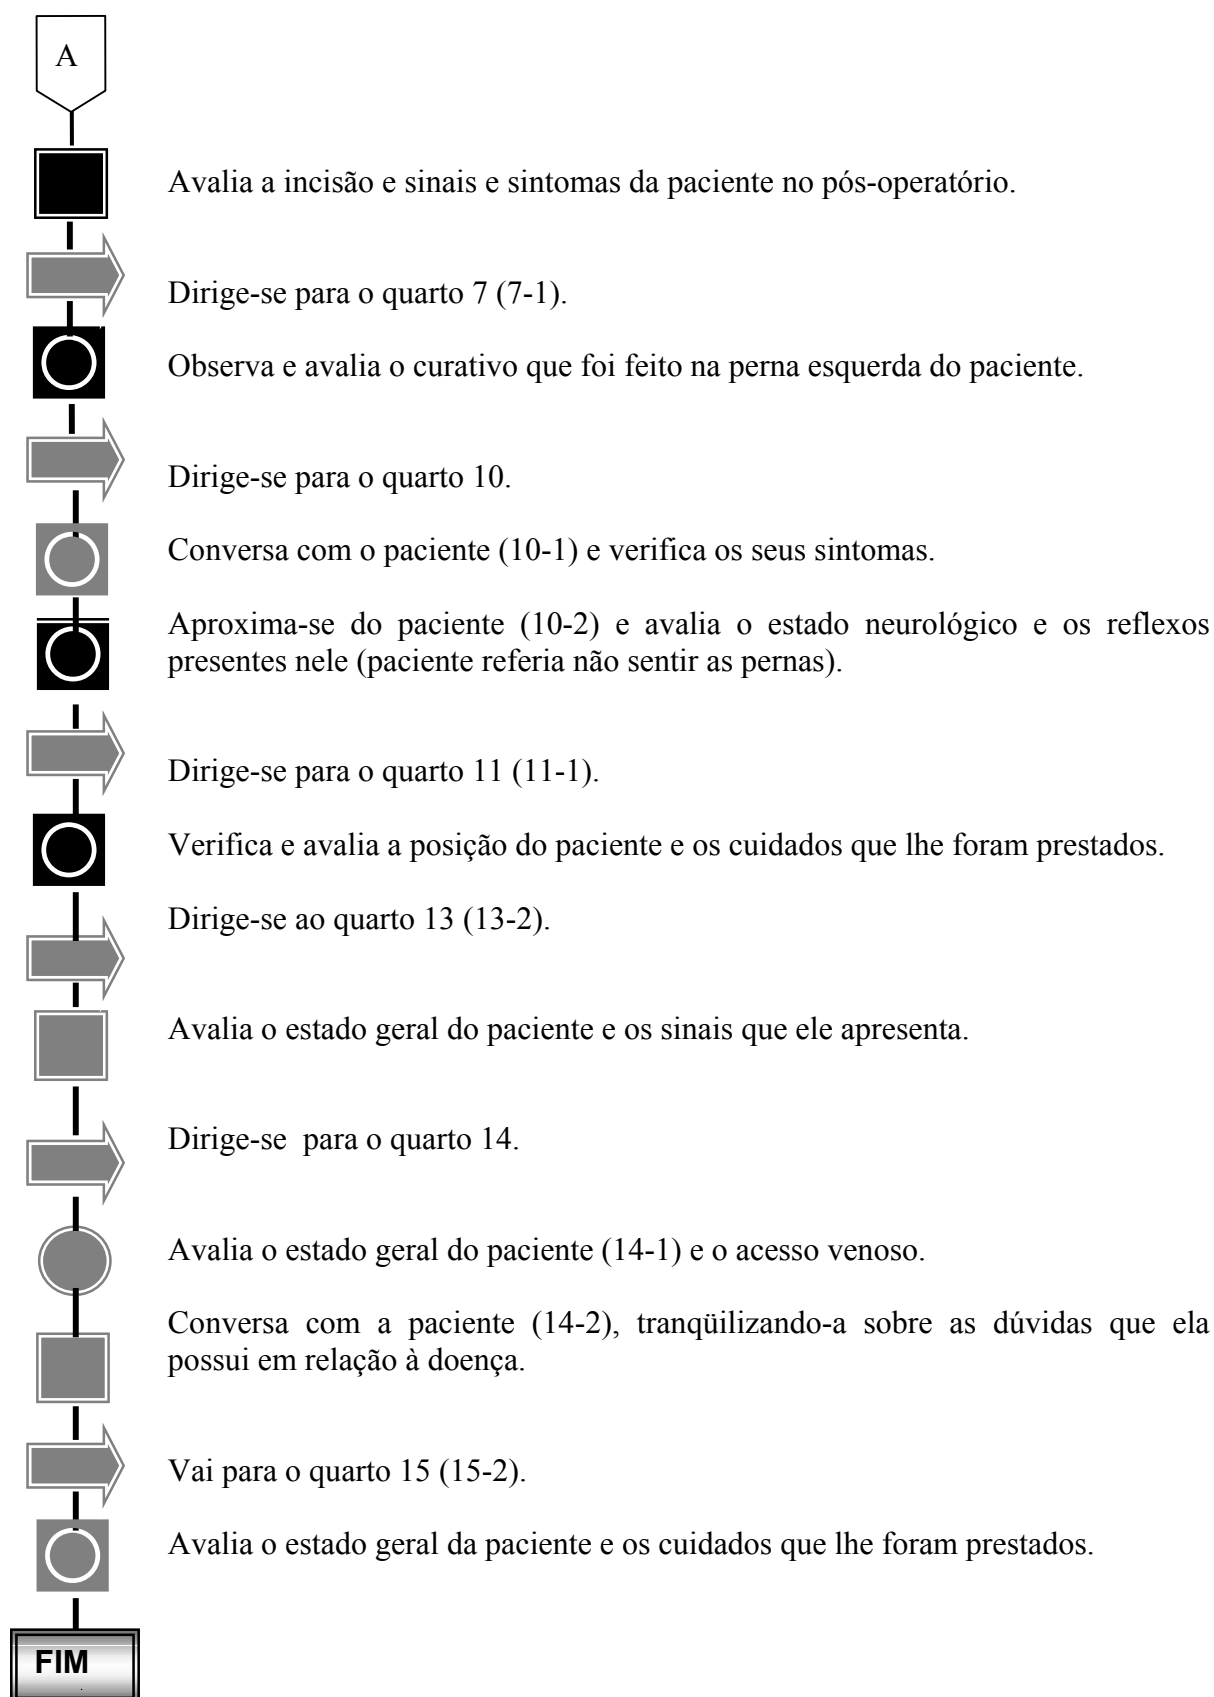 A
Avalia a incisão e sinais e sintomas da paciente no pós-operatório.
Dirige-se para o quarto 7 (7-1).
Observa e avalia o curativo que foi feito na perna esquerda do paciente.
Dirige-se para o quarto 10.
Conversa com o paciente (10-1) e verifica os seus sintomas.
Aproxima-se do paciente (10-2) e avalia o estado neurológico e os reflexos
presentes nele (paciente referia não sentir as pernas).
Dirige-se para o quarto 11 (11-1).
Verifica e avalia a posição do paciente e os cuidados que lhe foram prestados.
Dirige-se ao quarto 13 (13-2).
Avalia o estado geral do paciente e os sinais que ele apresenta.
Dirige-se para o quarto 14.
Avalia o estado geral do paciente (14-1) e o acesso venoso.
Conversa com a paciente (14-2), tranqüilizando-a sobre as dúvidas que ela
possui em relação à doença.
Vai para o quarto 15 (15-2).
Avalia o estado geral da paciente e os cuidados que lhe foram prestados.
FIM